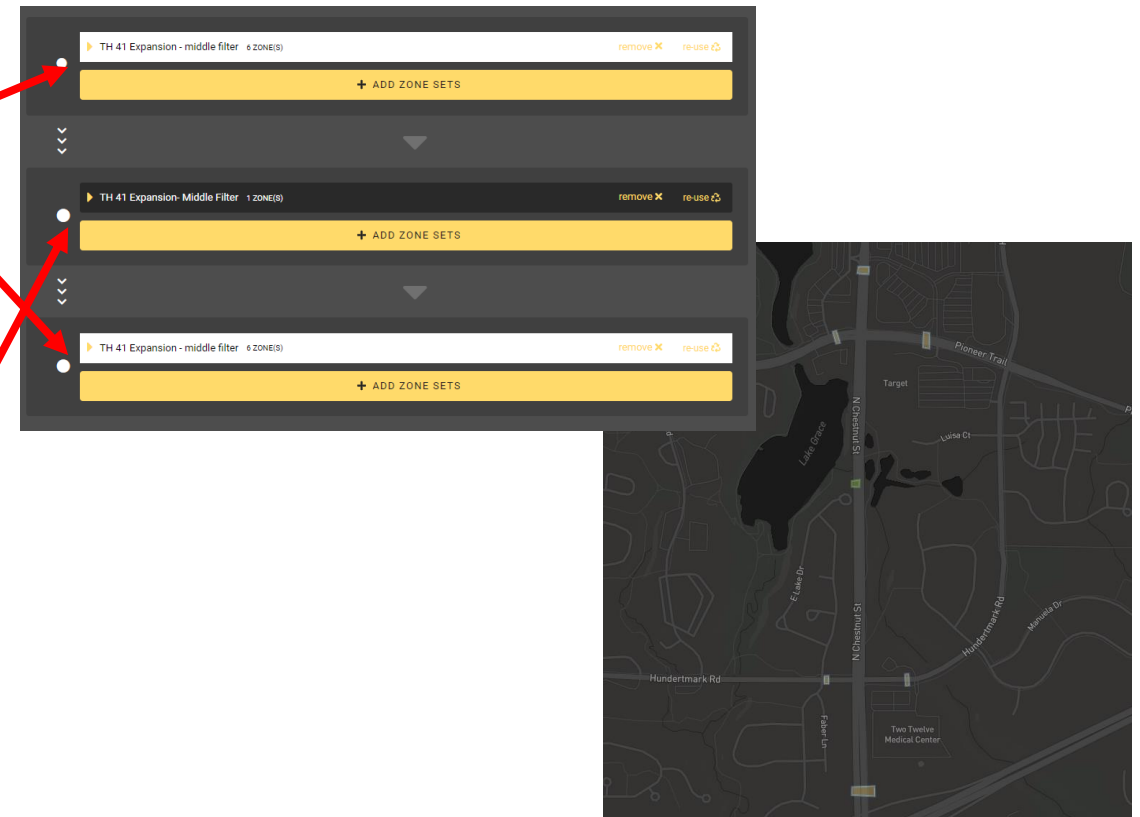 TH 41 Expansion - middle filter 6 ZONE(S) remove re-use
+ ADD ZONE SETS
TH 41 Expansion- Middle Filter 1 ZONE(S) remove re-use
+ ADD ZONE SETS
TH 41 Expansion - middle filter 6 ZONE(S) remove re-use
+ ADD ZONE SETS
Pioneer Trail
Target
N Chestnut St
Luisa Ct
Lake Grace
E Lake Dr
N Chestnut St
Hundertmark Rd
Manuela Dr
Hundertmark Rd
Faber Ln
Two Twelve
Medical Center